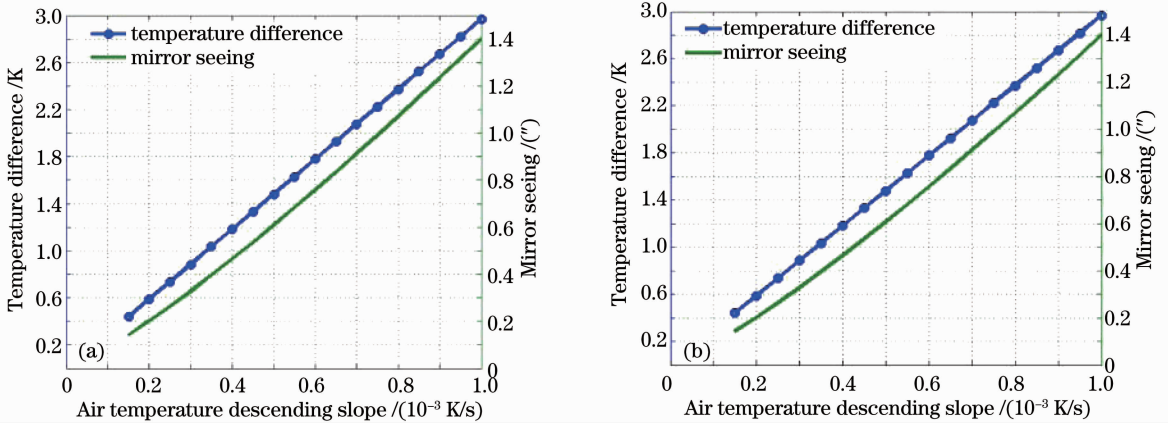 3.0
2.6
2.2
1.8
1.4
1.0
0.6
0.2
Temperature difference /K
temperature difference
mirror seeing
(a)
1.4
1.2
1.0
0.8
0.6
0.4
0.2
0
Mirror seeing /(″)
0 0.2 0.4 0.6 0.8 1.0
Air temperature descending slope /(10⁻³ K/s)
3.0
2.6
2.2
1.8
1.4
1.0
0.6
0.2
Temperature difference /K
temperature difference
mirror seeing
(b)
1.4
1.2
1.0
0.8
0.6
0.4
0.2
0
Mirror seeing /(″)
0 0.2 0.4 0.6 0.8 1.0
Air temperature descending slope /(10⁻³ K/s)